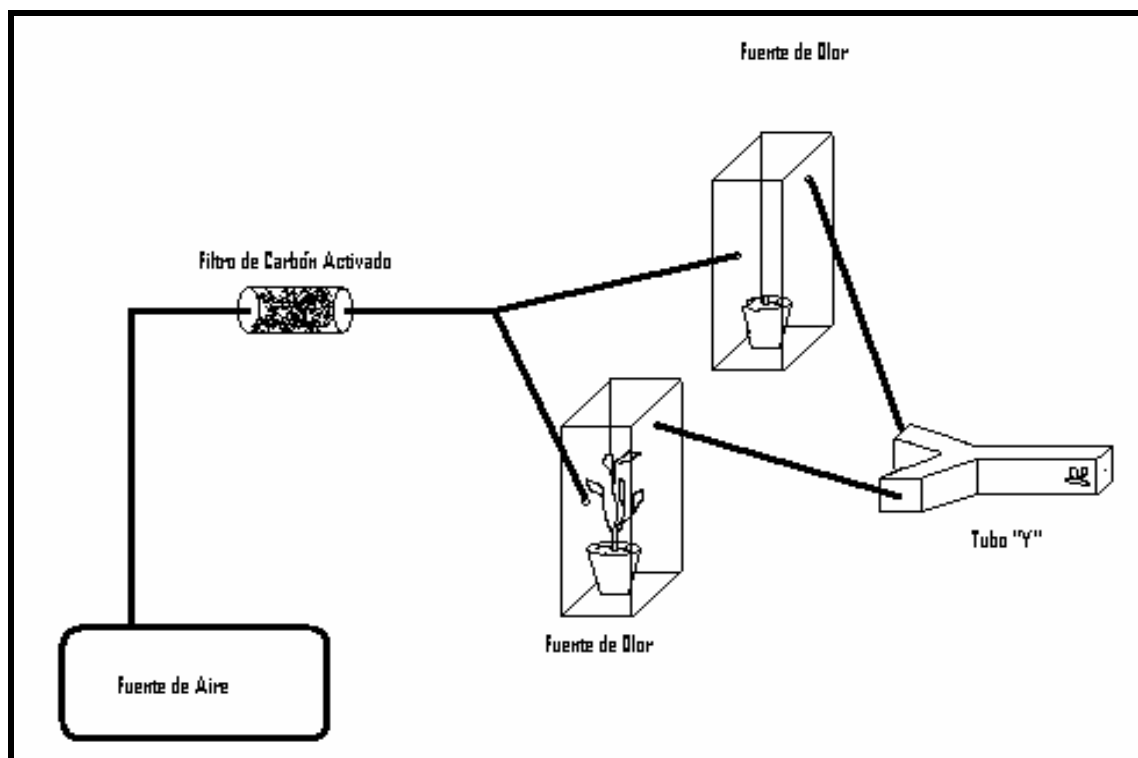 Fuente de Olor
Filtro de Carbón Activado
Tubo "Y"
Fuente de Olor
Fuente de Aire